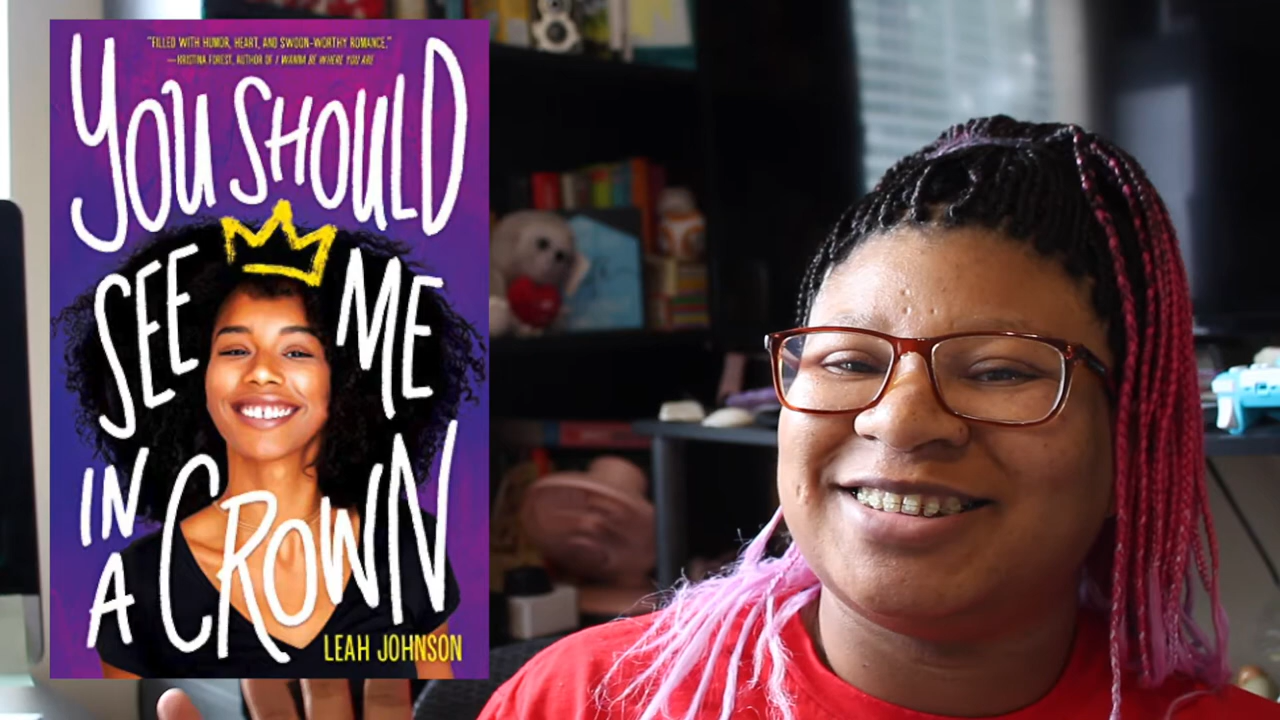 "FILLED WITH HUMOR, HEART, AND SWOON-WORTHY ROMANCE."
—KRISTINA FOREST, AUTHOR OF I WANNA BE WHERE YOU ARE
YOU SHOULD
SEE ME
IN
A CROWN
LEAH JOHNSON